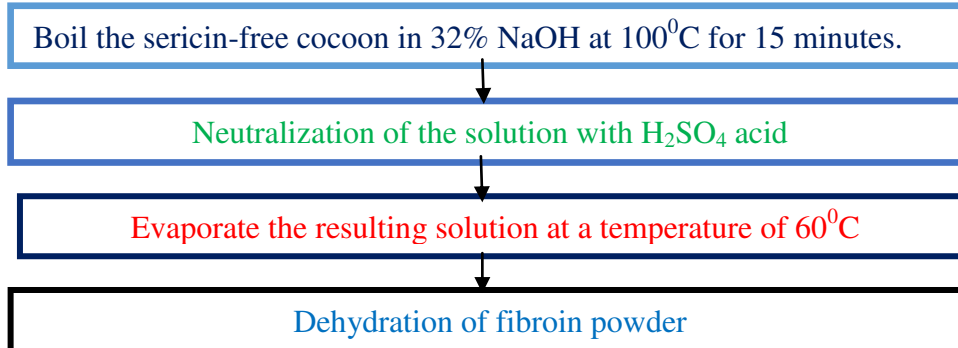 Boil the sericin-free cocoon in 32% NaOH at 100⁰C for 15 minutes.
Neutralization of the solution with H₂SO₄ acid
Evaporate the resulting solution at a temperature of 60⁰C
Dehydration of fibroin powder